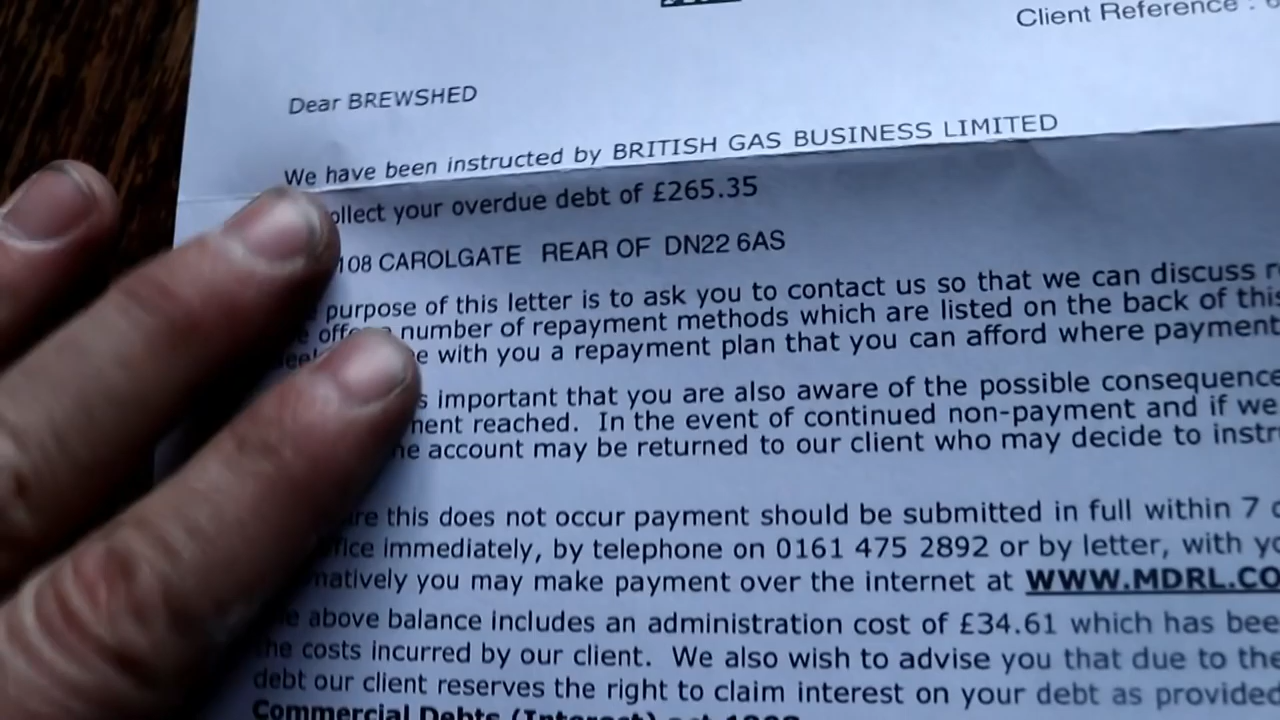 Client Reference :
Dear BREWSHED
We have been instructed by BRITISH GAS BUSINESS LIMITED
ollect your overdue debt of £265.35
108 CAROLGATE REAR OF DN22 6AS
purpose of this letter is to ask you to contact us so that we can discuss
number of repayment methods which are listed on the back of this
with you a repayment plan that you can afford where payment
s important that you are also aware of the possible consequence
ment reached. In the event of continued non-payment and if we
account may be returned to our client who may decide to instr
re this does not occur payment should be submitted in full within 7
fice immediately, by telephone on 0161 475 2892 or by letter, with yo
natively you may make payment over the internet at WWW.MDRL.CO
above balance includes an administration cost of £34.61 which has bee
the costs incurred by our client. We also wish to advise you that due to the
debt our client reserves the right to claim interest on your debt as provided
Commercial Debts (Interest) act 1998